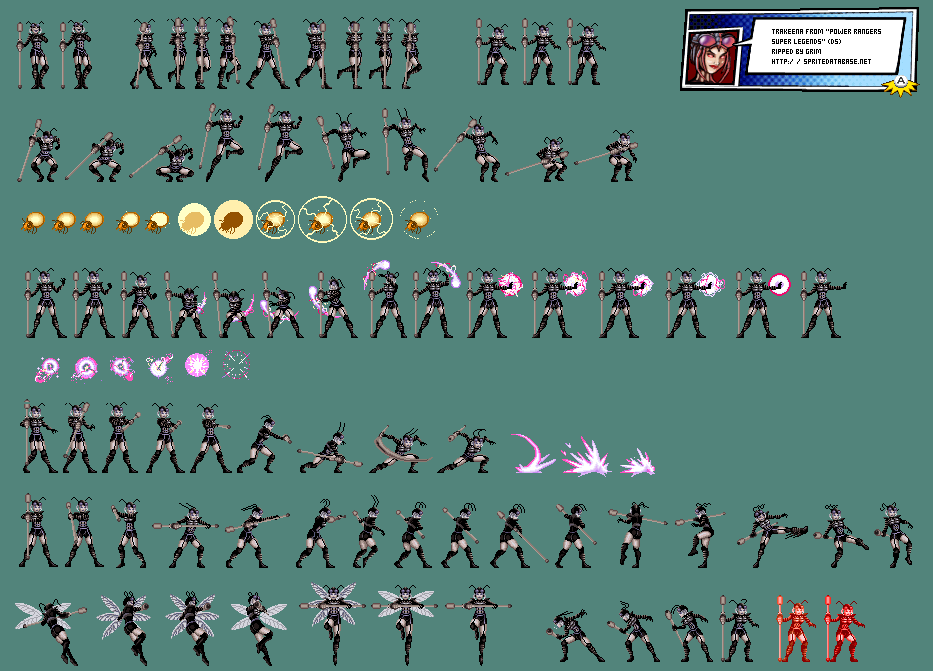 TRAKEENA FROM "POWER RANGERS
SUPER LEGENDS" (DS)
RIPPED BY GRIM
HTTP://SPRITEDATABASE.NET
A